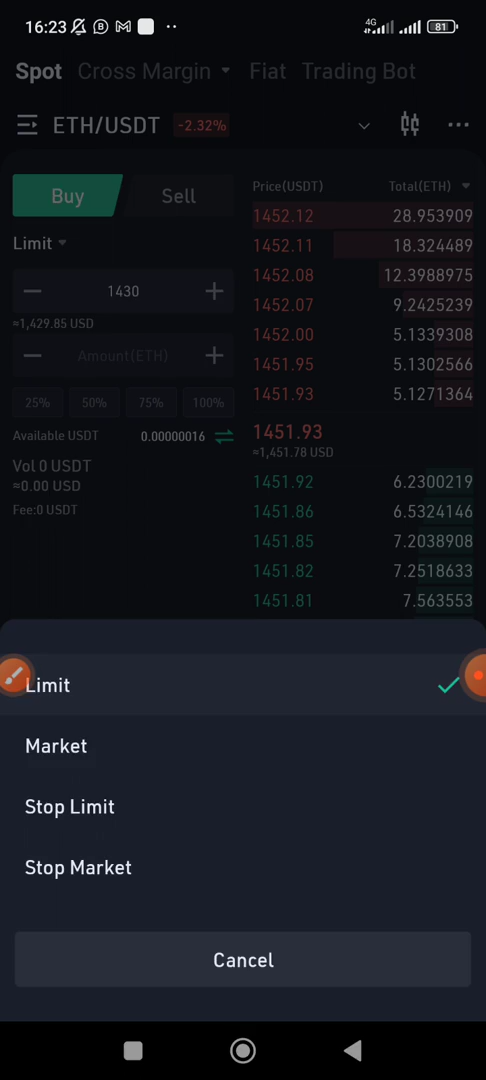 16:23
4G
81
Spot Cross Margin Fiat Trading Bot
ETH/USDT -2.32%
Buy Sell
Limit
1430
≈1,429.85 USD
Amount(ETH)
25% 50% 75% 100%
Available USDT 0.00000016
Vol 0 USDT
≈0.00 USD
Fee:0 USDT
Price(USDT) Total(ETH)
1452.12 28.953909
1452.11 18.324489
1452.08 12.3988975
1452.07 9.2425239
1452.00 5.1339308
1451.95 5.1302566
1451.93 5.1271364
1451.93
≈1,451.78 USD
1451.92 6.2300219
1451.86 6.5324146
1451.85 7.2038908
1451.82 7.2518633
1451.81 7.563553
Limit
Market
Stop Limit
Stop Market
Cancel